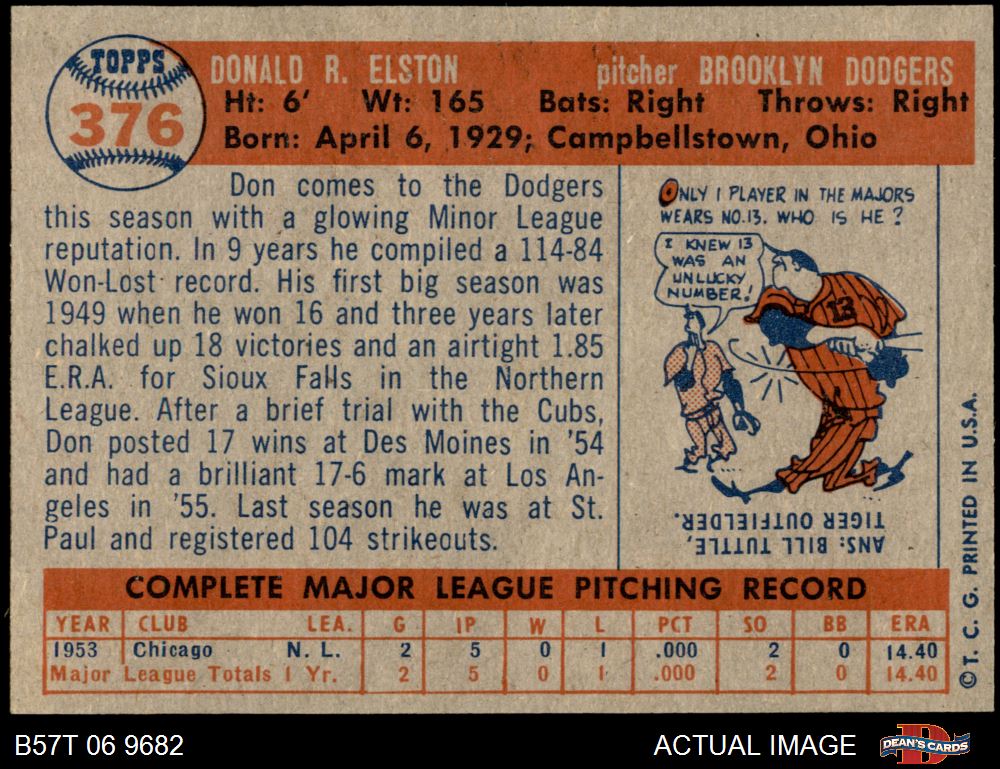 TOPPS
376
DONALD R. ELSTON pitcher BROOKLYN DODGERS
Ht: 6' Wt: 165 Bats: Right Throws: Right
Born: April 6, 1929; Campbellstown, Ohio
Don comes to the Dodgers
this season with a glowing Minor League
reputation. In 9 years he compiled a 114-84
Won-Lost record. His first big season was
1949 when he won 16 and three years later
chalked up 18 victories and an airtight 1.85
E.R.A. for Sioux Falls in the Northern
League. After a brief trial with the Cubs,
Don posted 17 wins at Des Moines in '54
and had a brilliant 17-6 mark at Los An-
geles in '55. Last season he was at St.
Paul and registered 104 strikeouts.
ONLY 1 PLAYER IN THE MAJORS
WEARS NO.13. WHO IS HE?
I KNEW 13
WAS AN
UNLUCKY
NUMBER!
13
ANS: BILL TUTTLE,
TIGER OUTFIELDER.
COMPLETE MAJOR LEAGUE PITCHING RECORD
YEAR CLUB LEA. G IP W L PCT SO BB ERA
1953 Chicago N. L. 2 5 0 1 .000 2 0 14.40
Major League Totals 1 Yr. 2 5 0 1 .000 2 0 14.40
©T. C. G. PRINTED IN U.S.A.
B57T 06 9682 ACTUAL IMAGE DEAN'S CARDS